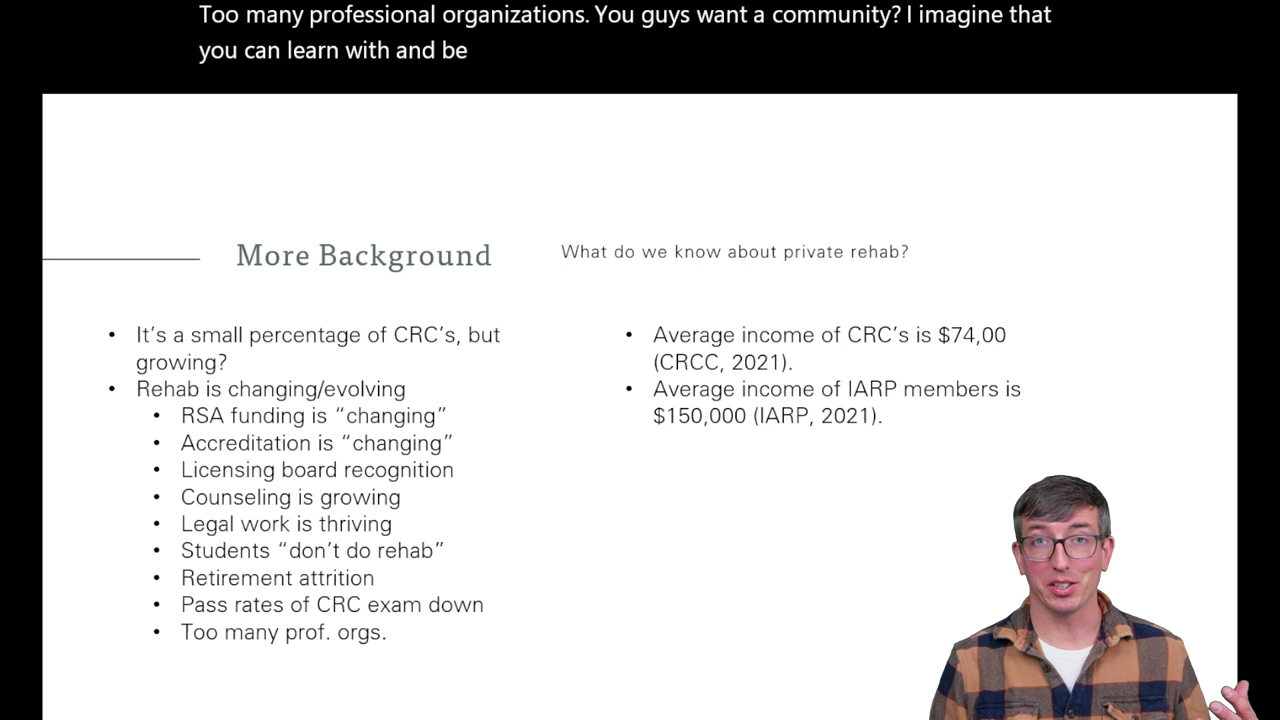 Too many professional organizations. You guys want a community? I imagine that
you can learn with and be
More Background
What do we know about private rehab?
• It's a small percentage of CRC's, but
growing?
• Rehab is changing/evolving
• RSA funding is “changing”
• Accreditation is “changing”
• Licensing board recognition
• Counseling is growing
• Legal work is thriving
• Students “don't do rehab”
• Retirement attrition
• Pass rates of CRC exam down
• Too many prof. orgs.
• Average income of CRC's is $74,00
(CRCC, 2021).
• Average income of IARP members is
$150,000 (IARP, 2021).